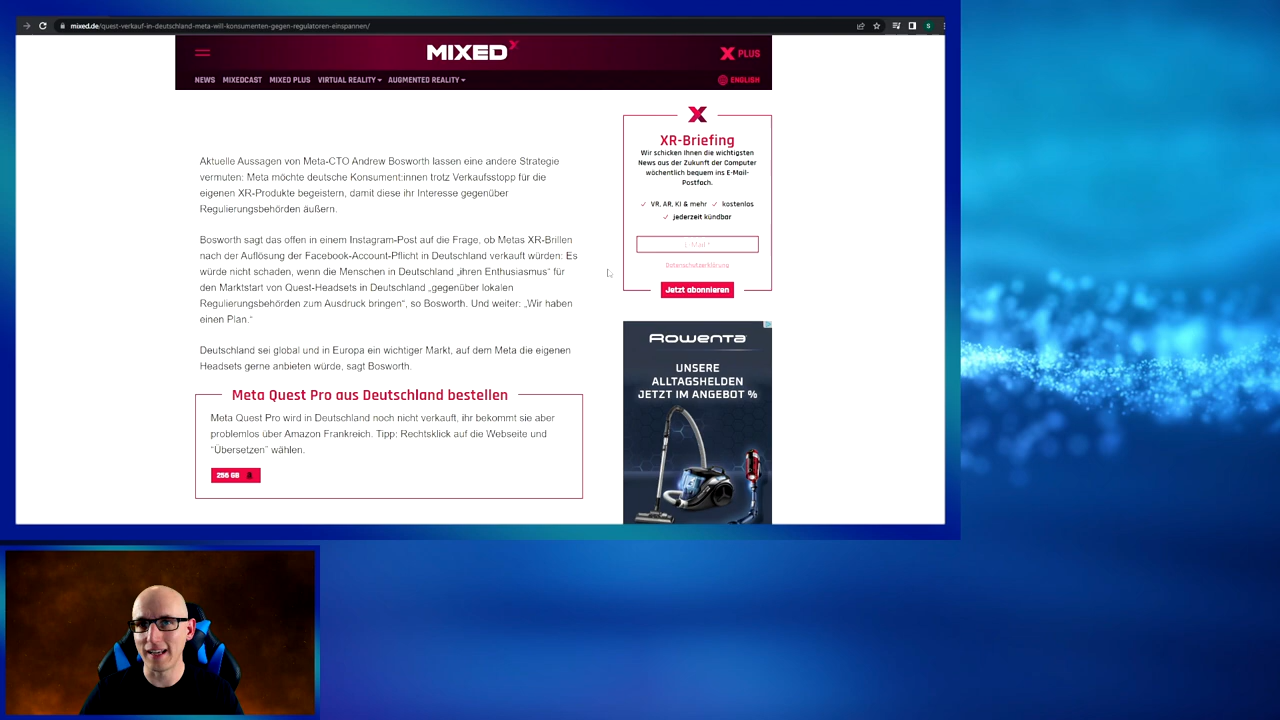 mixed.de/quest-verkauf-in-deutschland-meta-will-konsumenten-gegen-regulatoren-einspannen/
S
MIXED X
X PLUS
NEWS MIXEDCAST MIXED PLUS VIRTUAL REALITY AUGMENTED REALITY
ENGLISH
Aktuelle Aussagen von Meta-CTO Andrew Bosworth lassen eine andere Strategie
vermuten: Meta möchte deutsche Konsument:innen trotz Verkaufsstopp für die
eigenen XR-Produkte begeistern, damit diese ihr Interesse gegenüber
Regulierungsbehörden äußern.
Bosworth sagt das offen in einem Instagram-Post auf die Frage, ob Metas XR-Brillen
nach der Auflösung der Facebook-Account-Pflicht in Deutschland verkauft würden: Es
würde nicht schaden, wenn die Menschen in Deutschland „ihren Enthusiasmus“ für
den Marktstart von Quest-Headsets in Deutschland „gegenüber lokalen
Regulierungsbehörden zum Ausdruck bringen“, so Bosworth. Und weiter: „Wir haben
einen Plan.“
Deutschland sei global und in Europa ein wichtiger Markt, auf dem Meta die eigenen
Headsets gerne anbieten würde, sagt Bosworth.
Meta Quest Pro aus Deutschland bestellen
Meta Quest Pro wird in Deutschland noch nicht verkauft, ihr bekommt sie aber
problemlos über Amazon Frankreich. Tipp: Rechtsklick auf die Webseite und
"Übersetzen" wählen.
256 GB
X
XR-Briefing
Wir schicken Ihnen die wichtigsten
News aus der Zukunft der Computer
wöchentlich bequem ins E-Mail-
Postfach.
VR, AR, KI & mehr kostenlos
jederzeit kündbar
E-Mail *
Datenschutzerklärung
Jetzt abonnieren
Rowenta
UNSERE
ALLTAGSHELDEN
JETZT IM ANGEBOT %